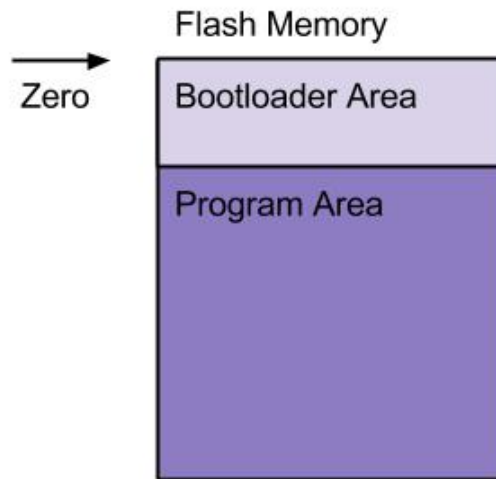 Flash Memory
Zero
Bootloader Area
Program Area